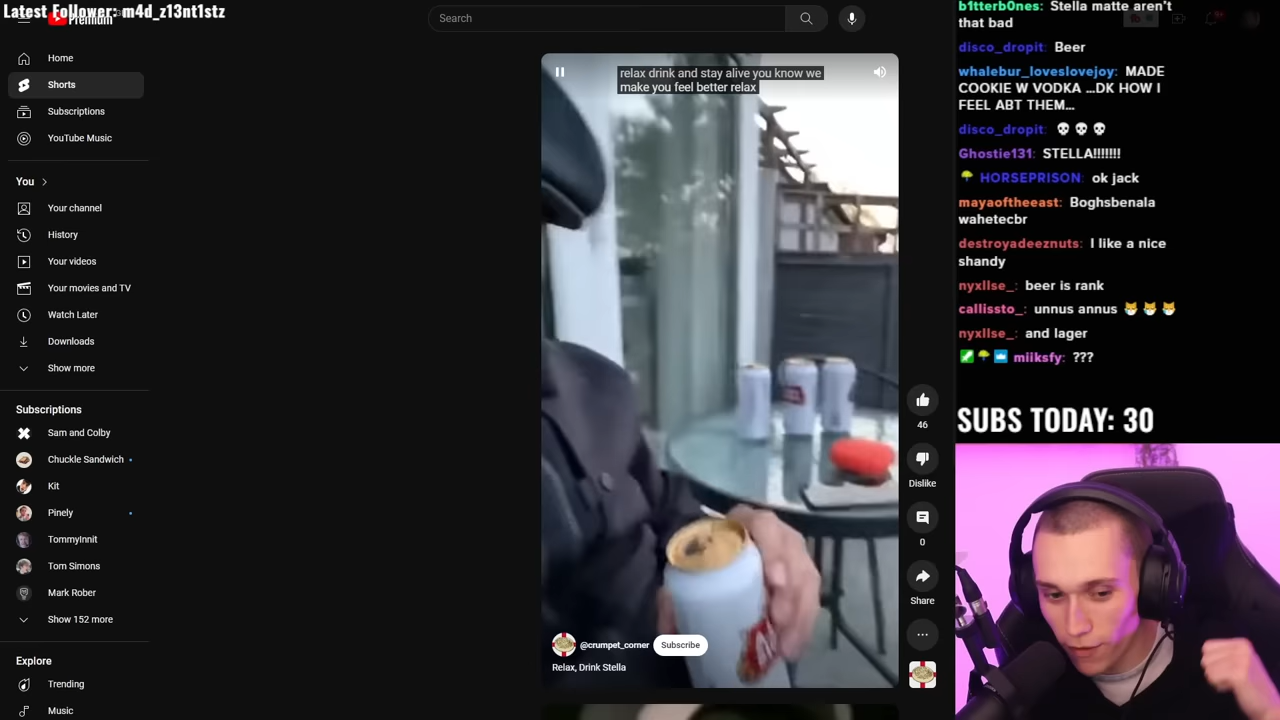 Latest Follower: m4d_z13nt1stz
Premium
Search
Home
Shorts
Subscriptions
YouTube Music
You
Your channel
History
Your videos
Your movies and TV
Watch Later
Downloads
Show more
Subscriptions
Sam and Colby
Chuckle Sandwich
Kit
Pinely
TommyInnit
Tom Simons
Mark Rober
Show 152 more
Explore
Trending
Music
relax drink and stay alive you know we
make you feel better relax
@crumpet_corner
Subscribe
Relax, Drink Stella
46
Dislike
0
Share
b1tterb0nes: Stella matte aren't
that bad
disco_dropit: Beer
whalebur_loveslovejoy: MADE
COOKIE W VODKA ...DK HOW I
FEEL ABT THEM...
disco_dropit: 💀 💀 💀
Ghostie131: STELLA!!!!!!!
HORSEPRISON: ok jack
mayaoftheeast: Boghsbenala
wahetecbr
destroyadeeznuts: I like a nice
shandy
nyxllse_: beer is rank
callissto_: unnus annus
nyxllse_: and lager
miiksfy: ???
SUBS TODAY: 30